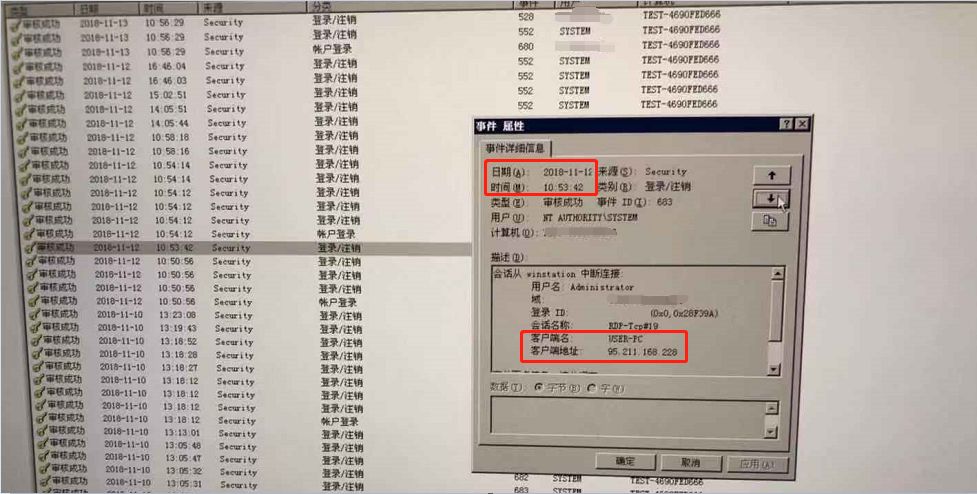 类型 日期 时间 来源 分类 事件
审核成功 2018-11-13 10:56:29 Security 登录/注销 528 TEST-4690FED666
审核成功 2018-11-13 10:56:29 Security 登录/注销 552 SYSTEM TEST-4690FED666
审核成功 2018-11-13 10:56:29 Security 帐户登录 680 TEST-4690FED666
审核成功 2018-11-12 16:46:04 Security 登录/注销 552 SYSTEM TEST-4690FED666
审核成功 2018-11-12 16:46:03 Security 登录/注销 552 SYSTEM TEST-4690FED666
审核成功 2018-11-12 15:02:51 Security 登录/注销 552 SYSTEM TEST-4690FED666
审核成功 2018-11-12 14:05:51 Security 登录/注销 552 SYSTEM TEST-4690FED666
审核成功 2018-11-12 14:05:44 Security 登录/注销
审核成功 2018-11-12 10:58:18 Security 登录/注销
审核成功 2018-11-12 10:58:16 Security 登录/注销
审核成功 2018-11-12 10:54:14 Security 登录/注销
审核成功 2018-11-12 10:54:14 Security 登录/注销
审核成功 2018-11-12 10:54:12 Security 登录/注销
审核成功 2018-11-12 10:54:12 Security 登录/注销
审核成功 2018-11-12 10:54:12 Security 登录/注销
审核成功 2018-11-12 10:54:12 Security 帐户登录
审核成功 2018-11-12 10:53:42 Security 登录/注销
审核成功 2018-11-12 10:50:56 Security 登录/注销
审核成功 2018-11-12 10:50:56 Security 登录/注销
审核成功 2018-11-12 10:50:56 Security 登录/注销
审核成功 2018-11-12 10:50:56 Security 帐户登录
审核成功 2018-11-10 13:23:08 Security 登录/注销
审核成功 2018-11-10 13:19:43 Security 登录/注销
审核成功 2018-11-10 13:18:52 Security 登录/注销
审核成功 2018-11-10 13:18:28 Security 登录/注销
审核成功 2018-11-10 13:18:27 Security 登录/注销
审核成功 2018-11-10 13:18:12 Security 登录/注销
审核成功 2018-11-10 13:18:12 Security 登录/注销
审核成功 2018-11-10 13:18:12 Security 登录/注销
审核成功 2018-11-10 13:18:12 Security 帐户登录
审核成功 2018-11-10 13:13:01 Security 登录/注销
审核成功 2018-11-10 13:05:48 Security 登录/注销
审核成功 2018-11-10 13:05:47 Security 登录/注销
审核成功 2018-11-10 13:05:32 Security 登录/注销 682 SYSTEM TEST-4690FED666
Security 登录/注销 683 SYSTEM TEST-4690FED666
事件 属性
事件详细信息
日期(A): 2018-11-12 来源(S): Security
时间(M): 10:53:42 类别(R): 登录/注销
类型(E): 审核成功 事件 ID(I): 683
用户(U): NT AUTHORITY\SYSTEM
计算机(O):
描述(D):
会话从 winstation 中断连接:
用户名: Administrator
域:
登录 ID: (0x0,0x28F39A)
会话名称: RDP-Tcp#19
客户端名: USER-PC
客户端地址: 95.211.168.228
数据(T): 字节(B) 字(W)
确定 取消 应用(A)